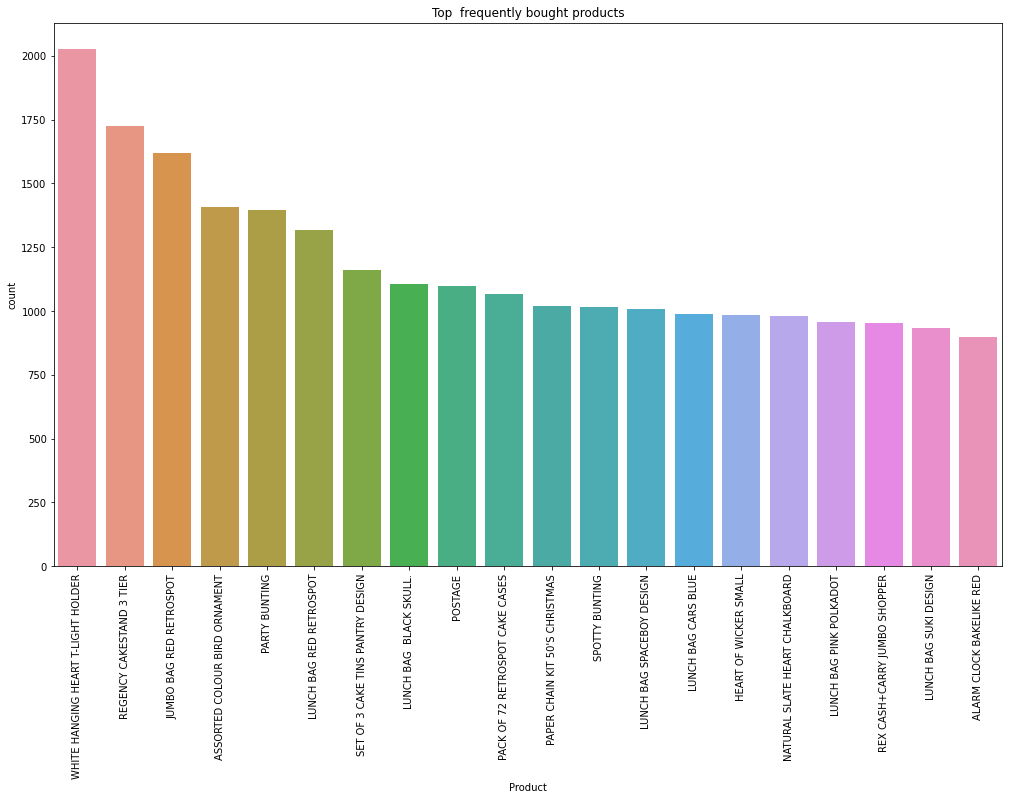 Top  frequently bought products
count
2000
1750
1500
1250
1000
750
500
250
0
WHITE HANGING HEART T-LIGHT HOLDER
REGENCY CAKESTAND 3 TIER
JUMBO BAG RED RETROSPOT
ASSORTED COLOUR BIRD ORNAMENT
PARTY BUNTING
LUNCH BAG RED RETROSPOT
SET OF 3 CAKE TINS PANTRY DESIGN
LUNCH BAG  BLACK SKULL.
POSTAGE
PACK OF 72 RETROSPOT CAKE CASES
PAPER CHAIN KIT 50'S CHRISTMAS
SPOTTY BUNTING
LUNCH BAG SPACEBOY DESIGN
LUNCH BAG CARS BLUE
HEART OF WICKER SMALL
NATURAL SLATE HEART CHALKBOARD
LUNCH BAG PINK POLKADOT
REX CASH+CARRY JUMBO SHOPPER
LUNCH BAG SUKI DESIGN
ALARM CLOCK BAKELIKE RED
Product